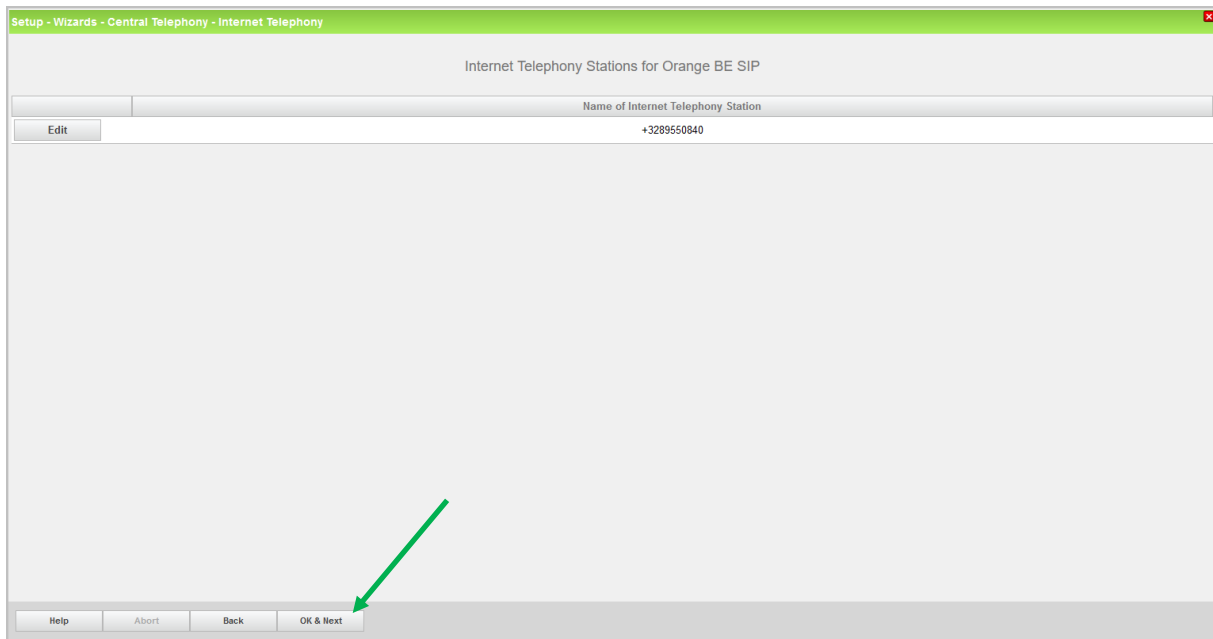 Setup - Wizards - Central Telephony - Internet Telephony
Internet Telephony Stations for Orange BE SIP
Name of Internet Telephony Station
Edit +3289550840
Help Abort Back OK & Next